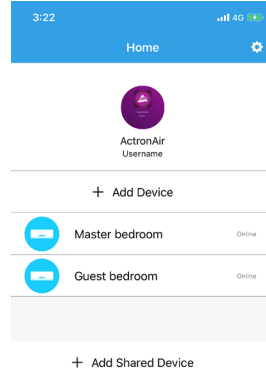 3:22 4G
Home
ActronAir
Username
+ Add Device
Master bedroom Online
Guest bedroom Online
+ Add Shared Device